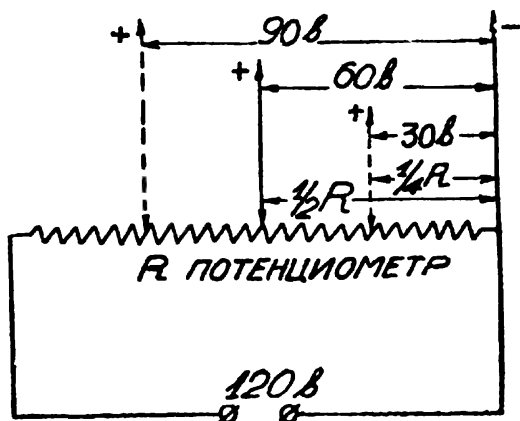 + 90в -
+ 60в
+ 30в
1/4R
1/2R
R ПОТЕНЦИОМЕТР
120в